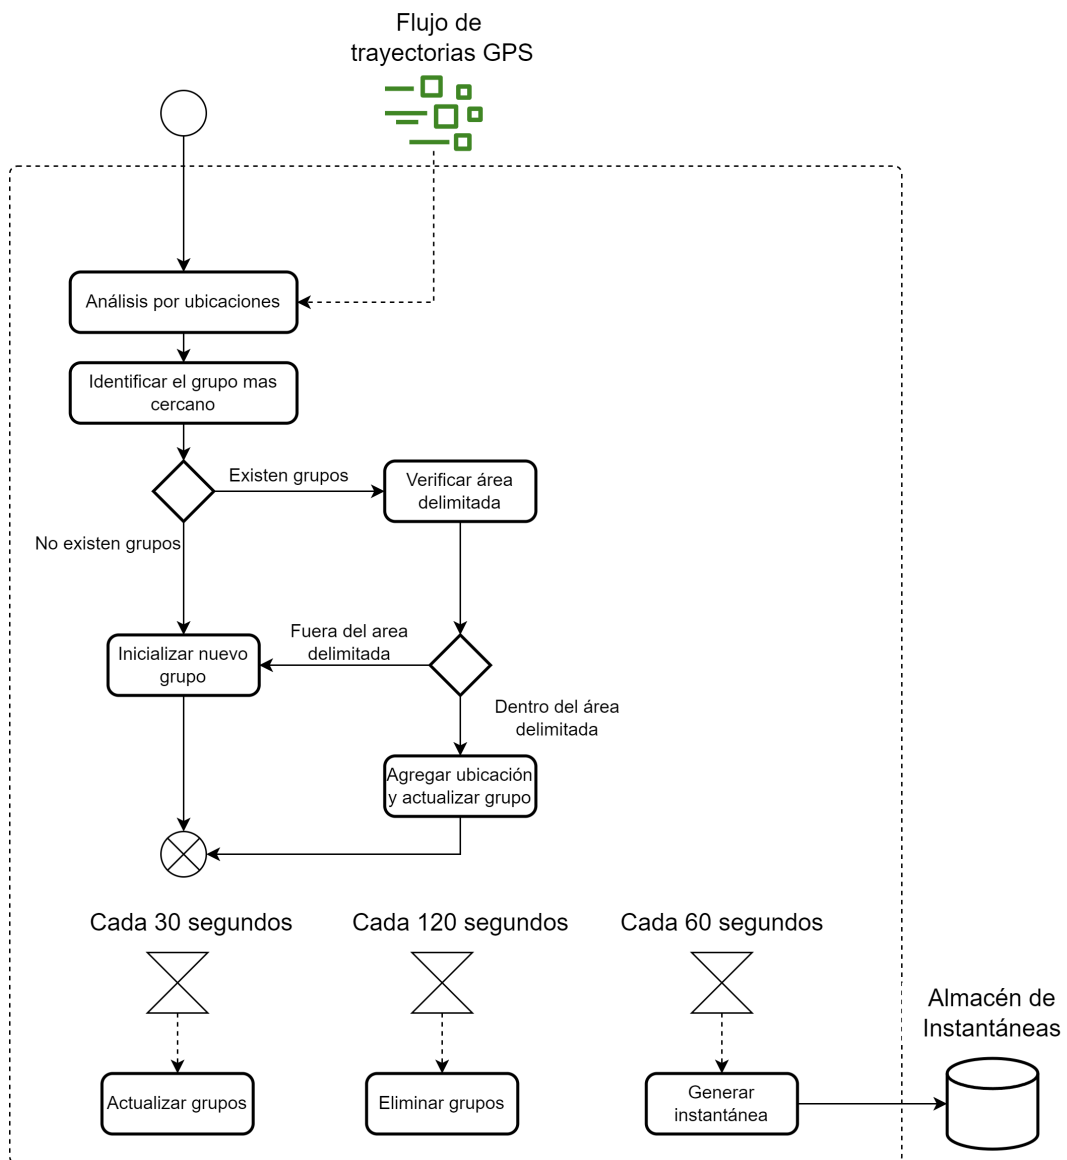 Flujo de
trayectorias GPS
Análisis por ubicaciones
Identificar el grupo mas
cercano
Existen grupos
Verificar área
delimitada
No existen grupos
Fuera del area
delimitada
Inicializar nuevo
grupo
Dentro del área
delimitada
Agregar ubicación
y actualizar grupo
Cada 30 segundos
Cada 120 segundos
Cada 60 segundos
Almacén de
Instantáneas
Actualizar grupos
Eliminar grupos
Generar
instantánea